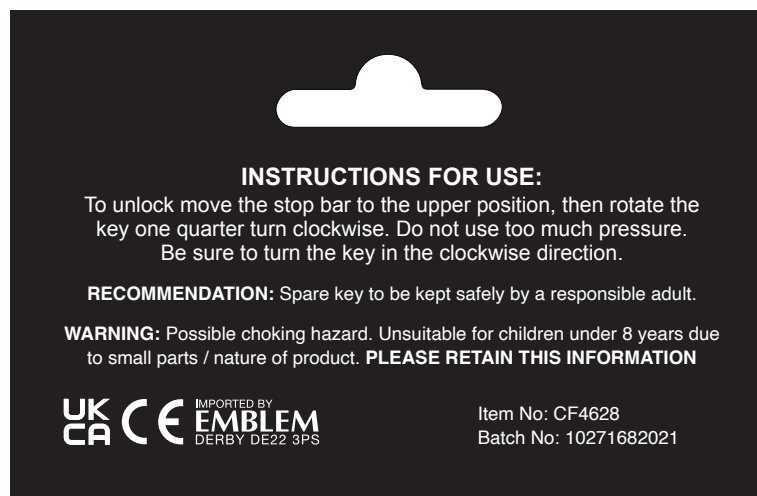 INSTRUCTIONS FOR USE:
To unlock move the stop bar to the upper position, then rotate the
key one quarter turn clockwise. Do not use too much pressure.
Be sure to turn the key in the clockwise direction.
RECOMMENDATION: Spare key to be kept safely by a responsible adult.
WARNING: Possible choking hazard. Unsuitable for children under 8 years due
to small parts / nature of product. PLEASE RETAIN THIS INFORMATION
UK
CA
CE
IMPORTED BY
EMBLEM
DERBY DE22 3PS
Item No: CF4628
Batch No: 10271682021